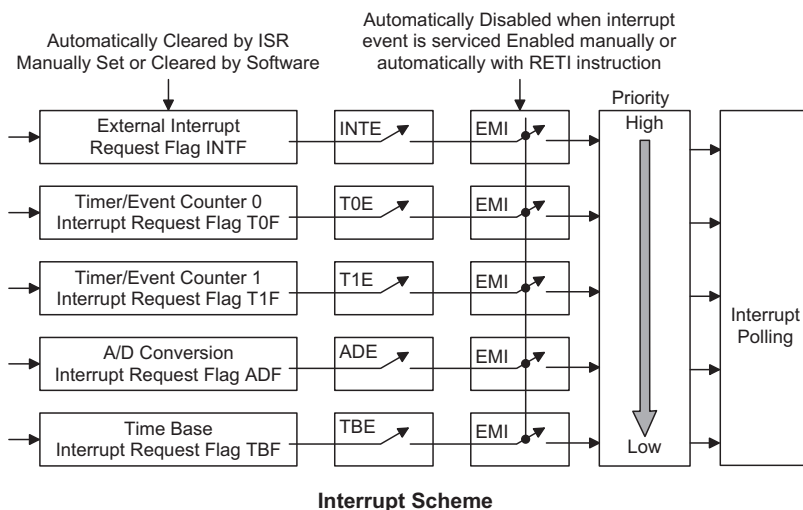 Automatically Cleared by ISR
Manually Set or Cleared by Software
Automatically Disabled when interrupt
event is serviced Enabled manually or
automatically with RETI instruction
Priority
External Interrupt
Request Flag INTF
INTE
EMI
High
Timer/Event Counter 0
Interrupt Request Flag T0F
T0E
EMI
Timer/Event Counter 1
Interrupt Request Flag T1F
T1E
EMI
Interrupt
Polling
A/D Conversion
Interrupt Request Flag ADF
ADE
EMI
Time Base
Interrupt Request Flag TBF
TBE
EMI
Low
Interrupt Scheme